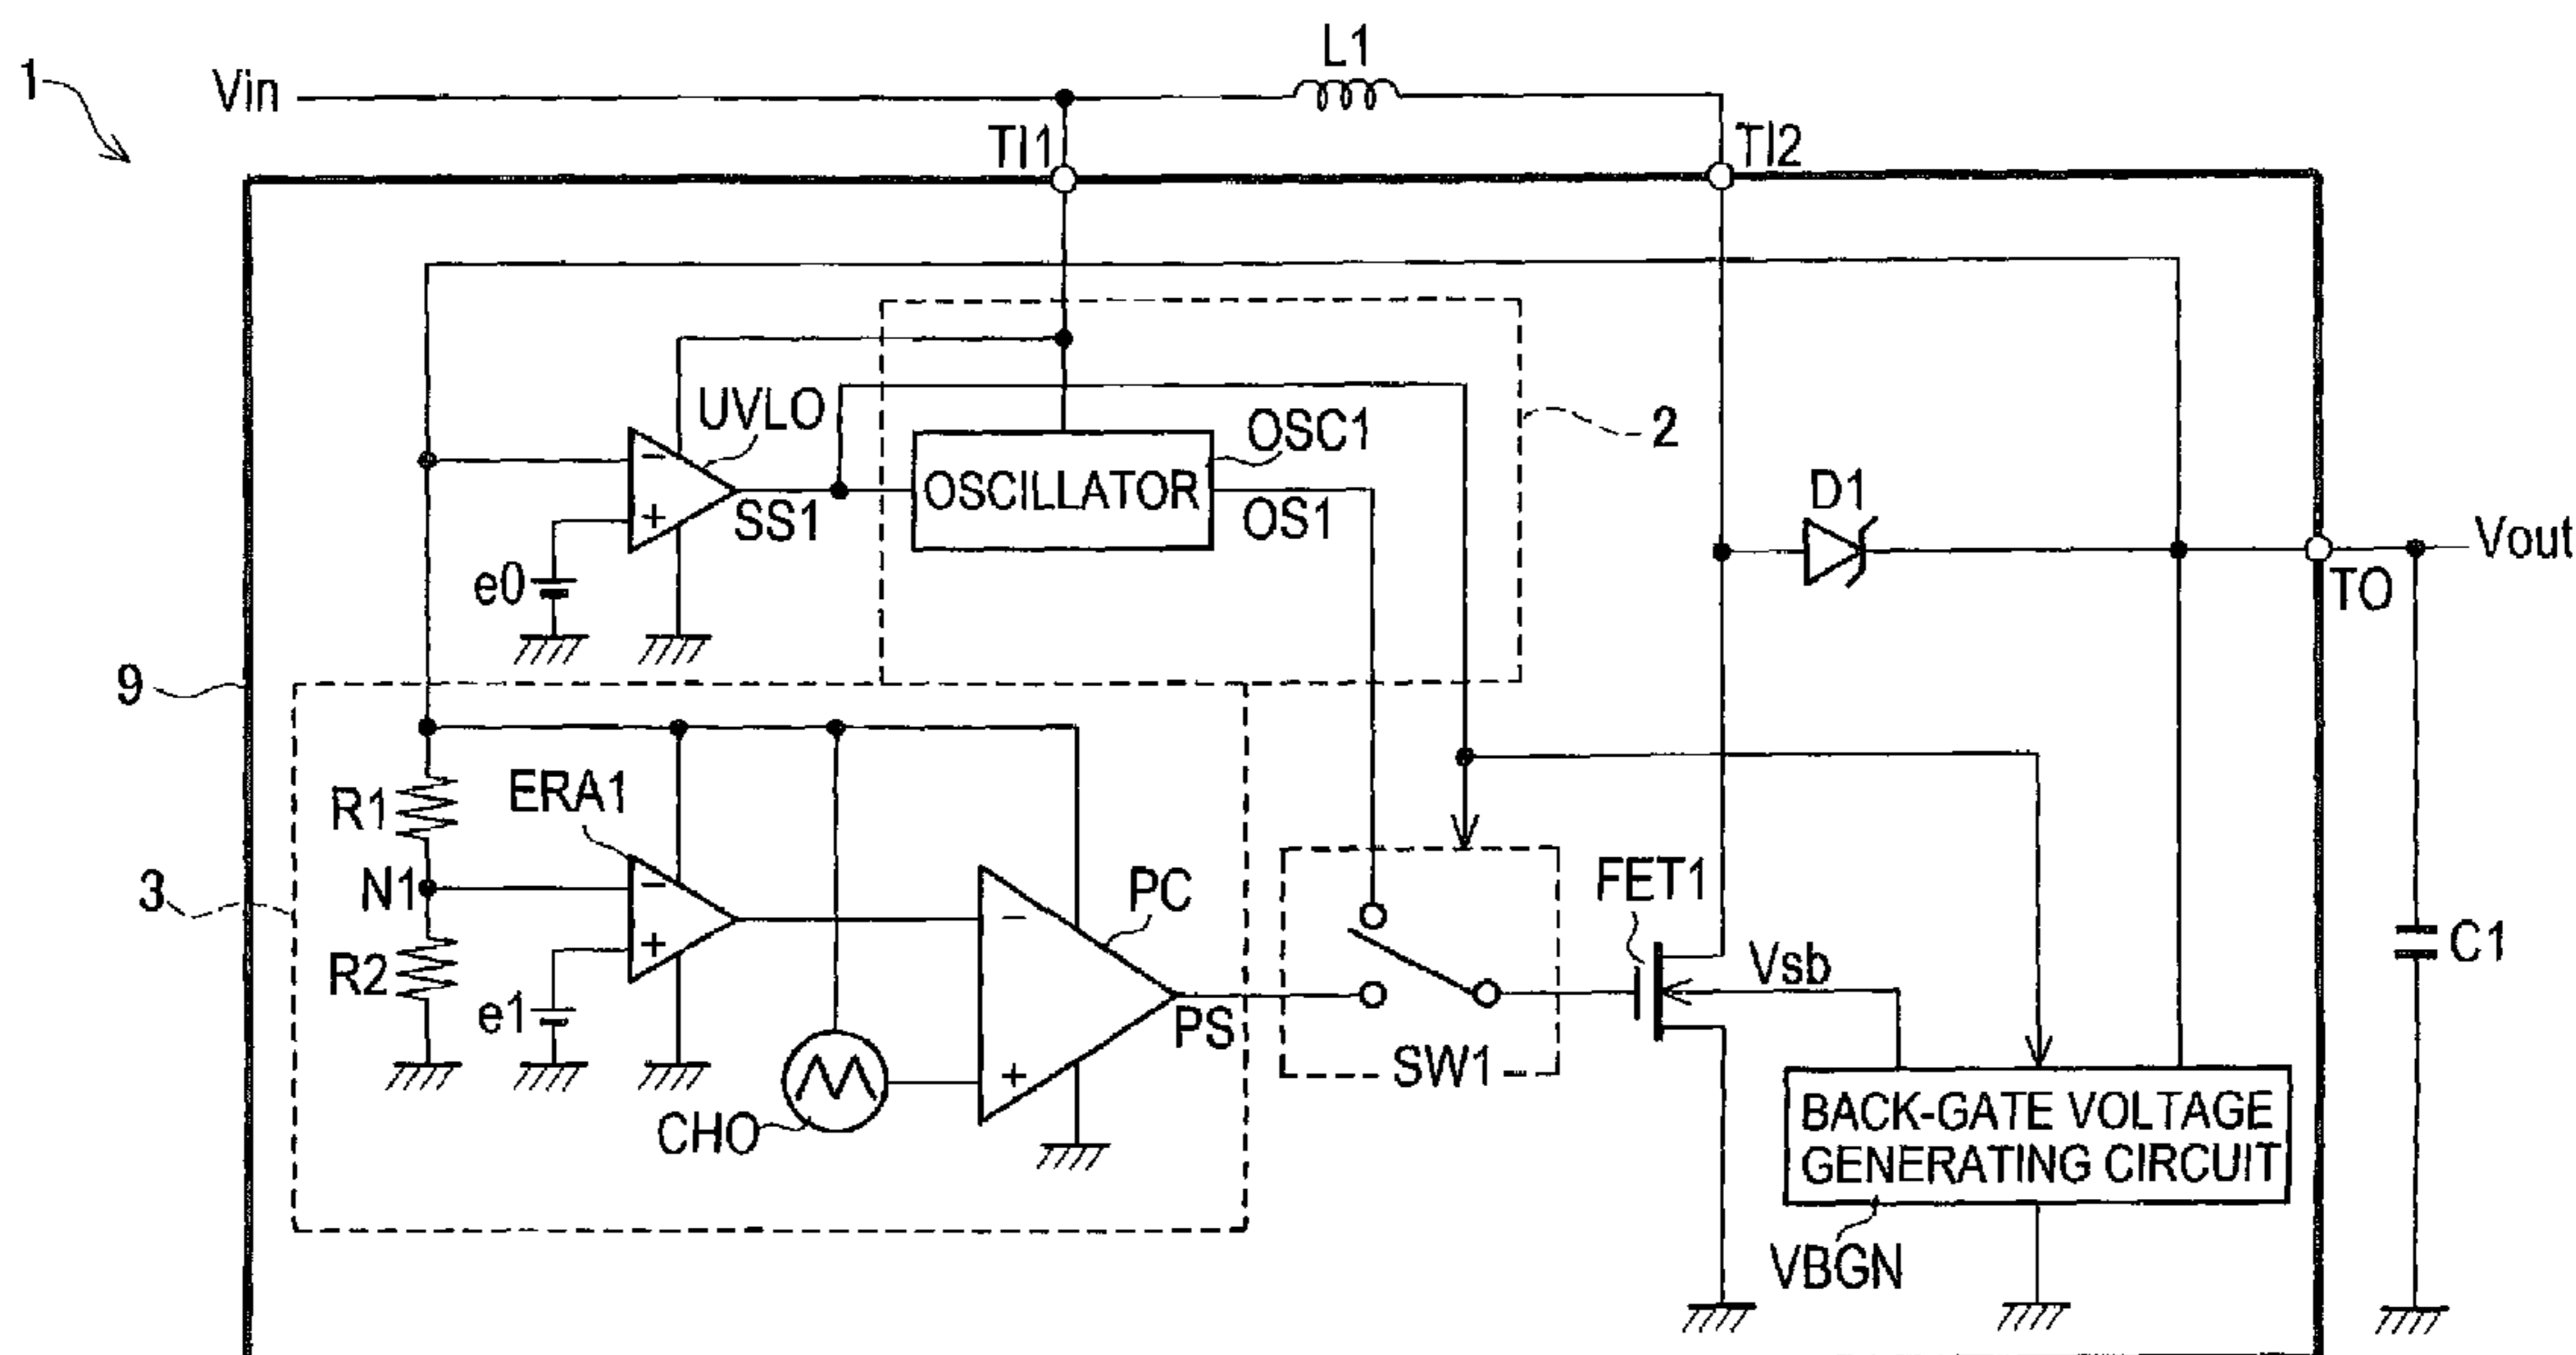 L1
1
Vin
TI1
TI2
UVLO
OSC1
2
OSCILLATOR
D1
SS1
OS1
Vout
e0
TO
9
R1
ERA1
3
N1
PC
FET1
Vsb
C1
R2
e1
PS
SW1
CHO
BACK-GATE VOLTAGE
GENERATING CIRCUIT
VBGN